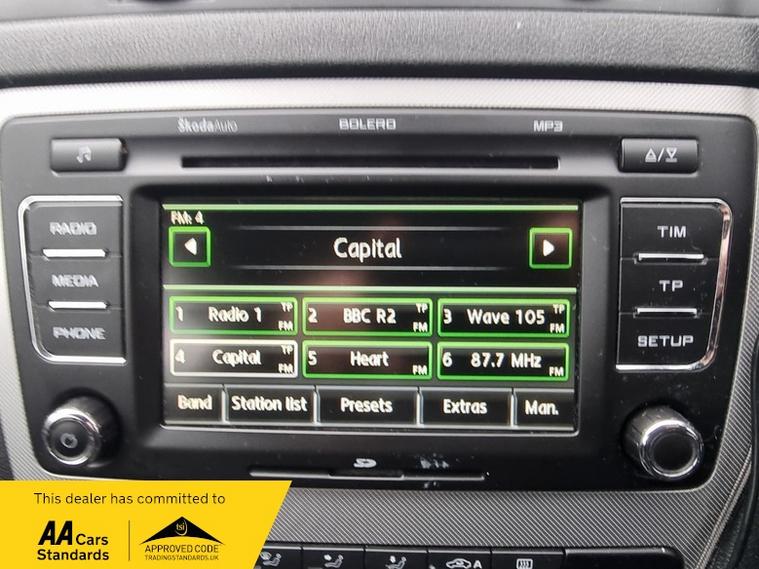 ŠkodaAuto BOLERO MP3
RADIO
MEDIA
PHONE
TIM
TP
SETUP
FM: 4
Capital
1 Radio 1 TP FM
2 BBC R2 FM
3 Wave 105 TP FM
4 Capital TP FM
5 Heart FM
6 87.7 MHz FM
Band Station list Presets Extras Man.
SD
A
This dealer has committed to
AA Cars
Standards
tsi
APPROVED CODE
TRADINGSTANDARDS.UK